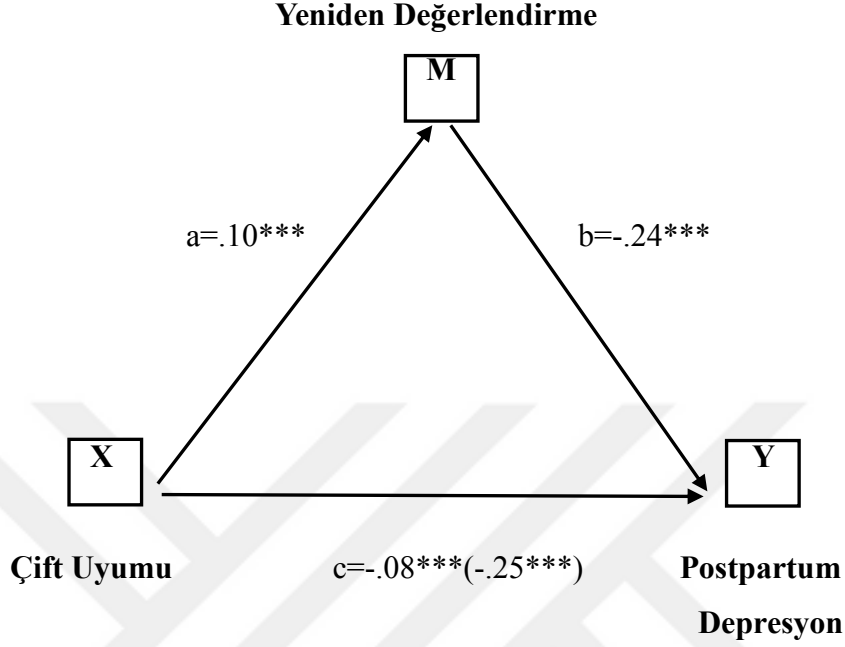 Yeniden Değerlendirme
M
a=.10***
b=-.24***
X
Y
Çift Uyumu
c=-.08***(-.25***)
Postpartum
Depresyon